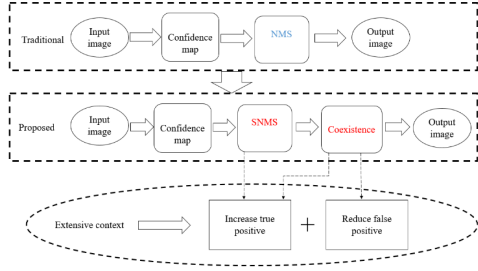 Traditional
Input
image
Confidence
map
NMS
Output
image
Proposed
Input
image
Confidence
map
SNMS
Coexistence
Output
image
Extensive context
Increase true
positive
+
Reduce false
positive